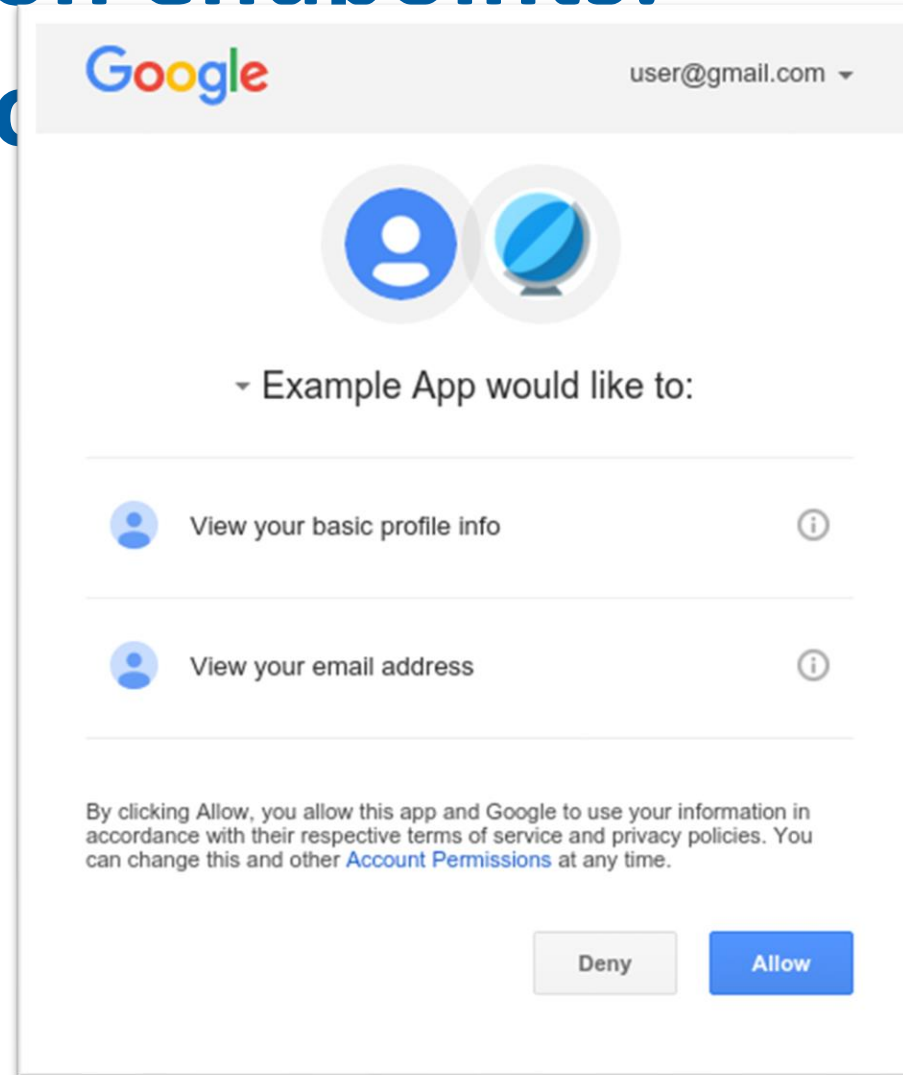 on endpoints:
Google
user@gmail.com
Example App would like to:
View your basic profile info
View your email address
By clicking Allow, you allow this app and Google to use your information in
accordance with their respective terms of service and privacy policies. You
can change this and other Account Permissions at any time.
Deny
Allow